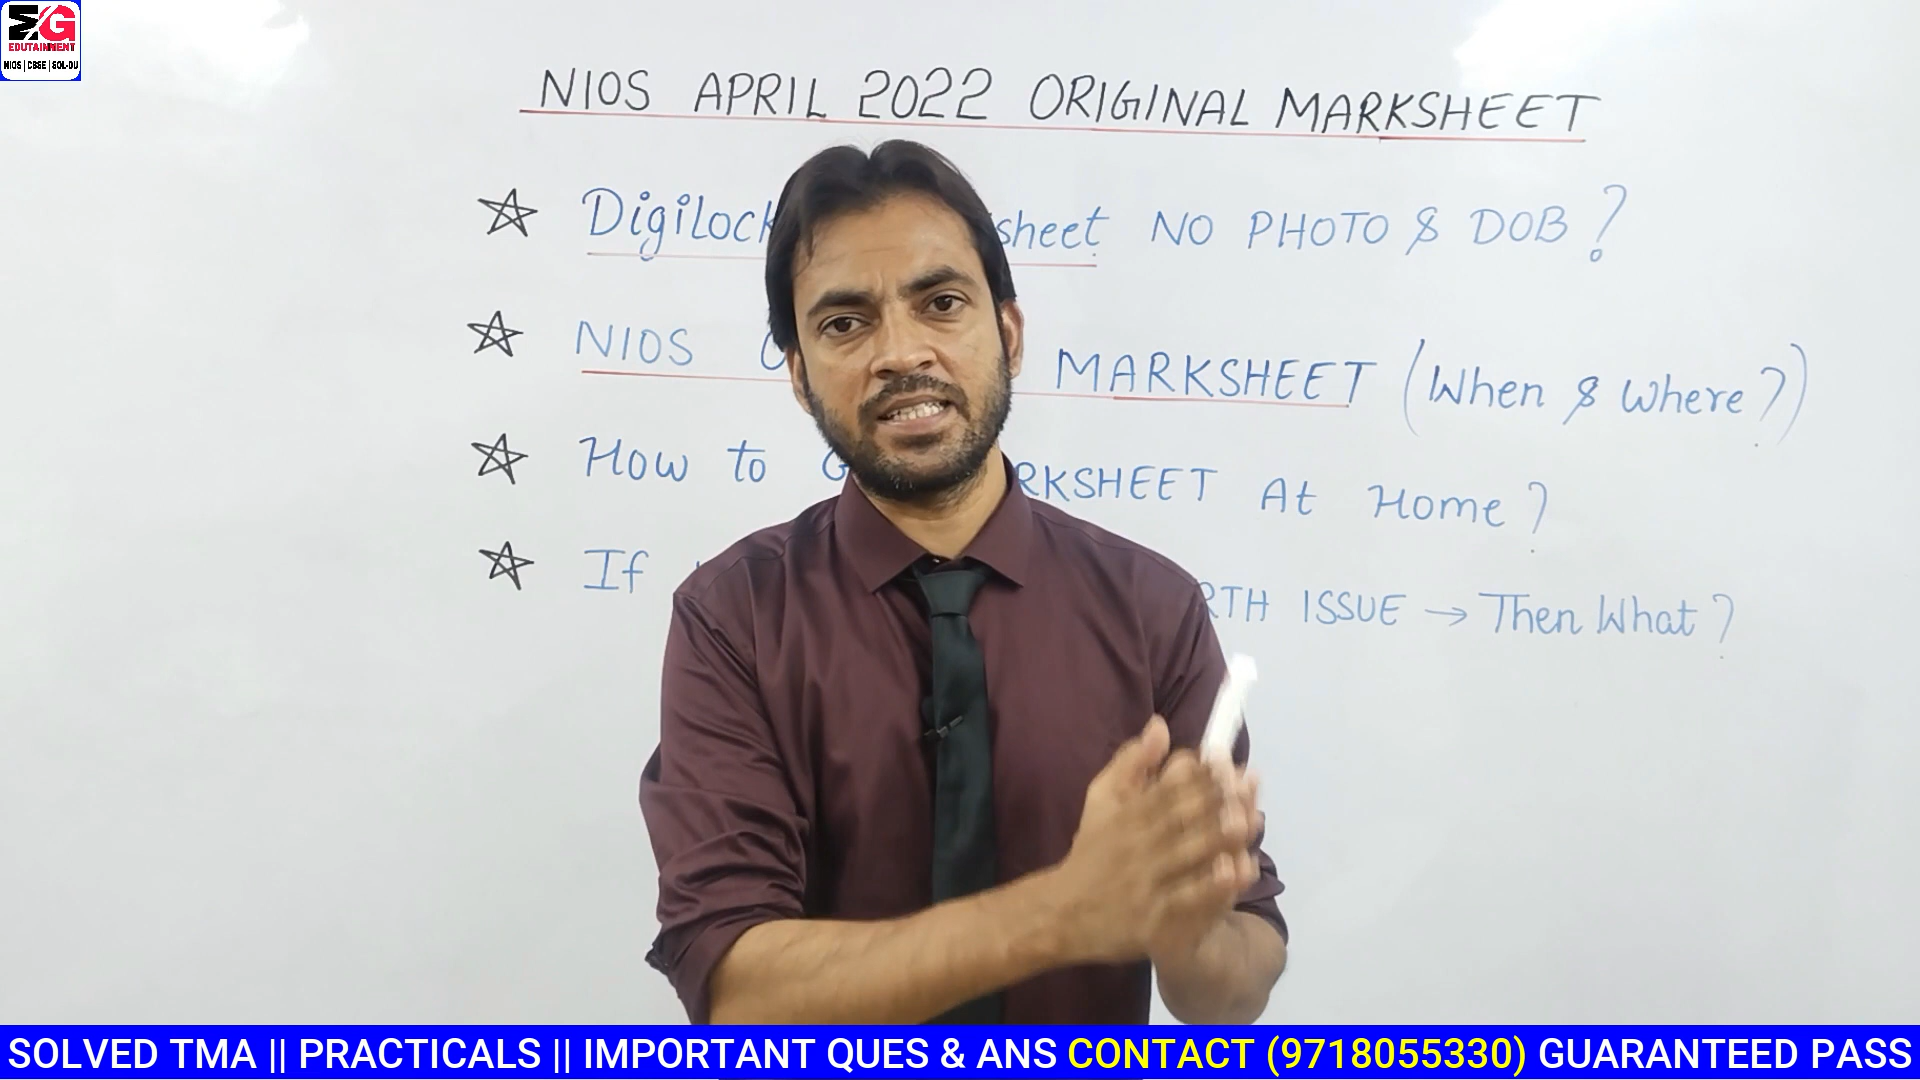 EG
EDUTAINMENT
NIOS | CBSE | SOL-DU
NIOS APRIL 2022 ORIGINAL MARKSHEET
DigiLock sheet NO PHOTO & DOB?
NIOS MARKSHEET (When & Where?)
How to RKSHEET At Home?
If RTH ISSUE → Then What?
SOLVED TMA || PRACTICALS || IMPORTANT QUES & ANS CONTACT (9718055330) GUARANTEED PASS